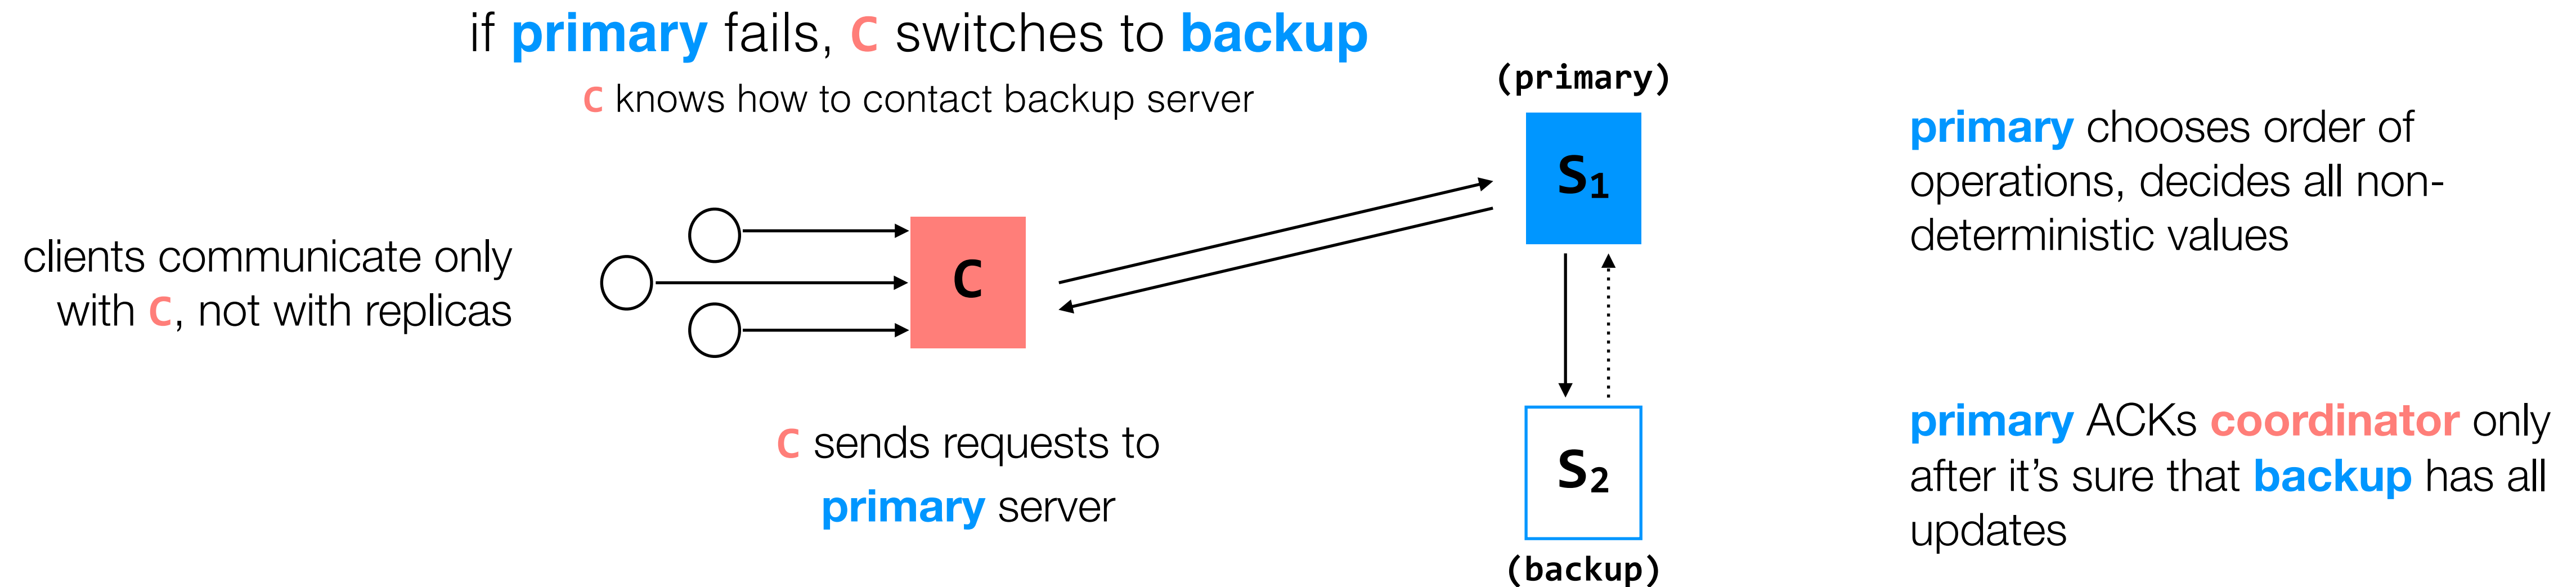 if primary fails, C switches to backup
C knows how to contact backup server
(primary)
S1
primary chooses order of
operations, decides all non-
deterministic values
clients communicate only
with C, not with replicas
C
C sends requests to
primary server
S2
(backup)
primary ACKs coordinator only
after it’s sure that backup has all
updates